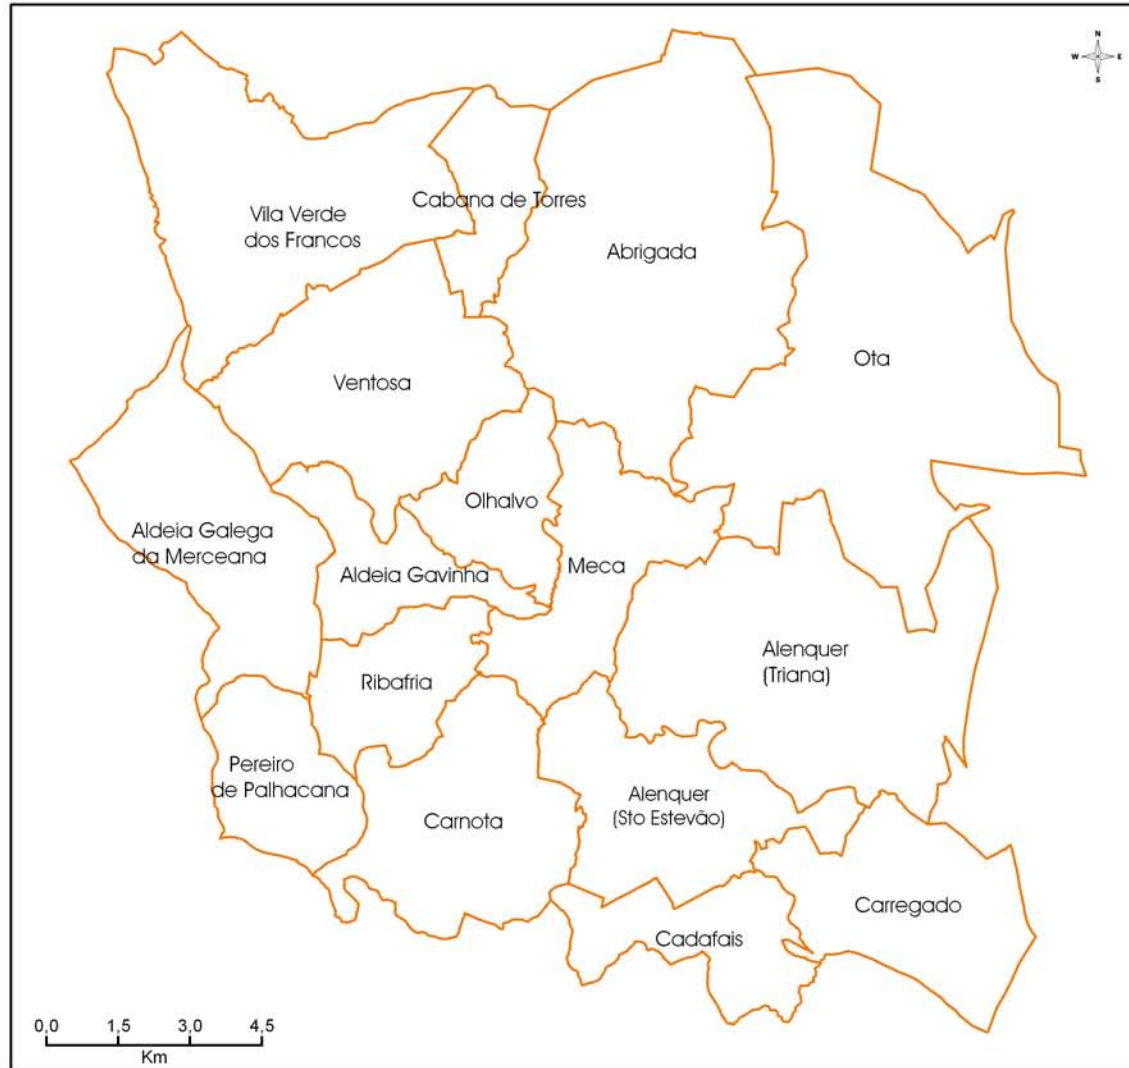 N
W E
S
Cabana de Torres
Vila Verde
dos Francos
Abrigada
Ota
Ventosa
Olhalvo
Aldeia Galega
da Merceana
Meca
Aldeia Gavinha
Alenquer
(Triana)
Ribafria
Pereiro
de Palhacana
Alenquer
(Sto Estevão)
Carnota
Carregado
Cadafais
0,0 1,5 3,0 4,5
Km